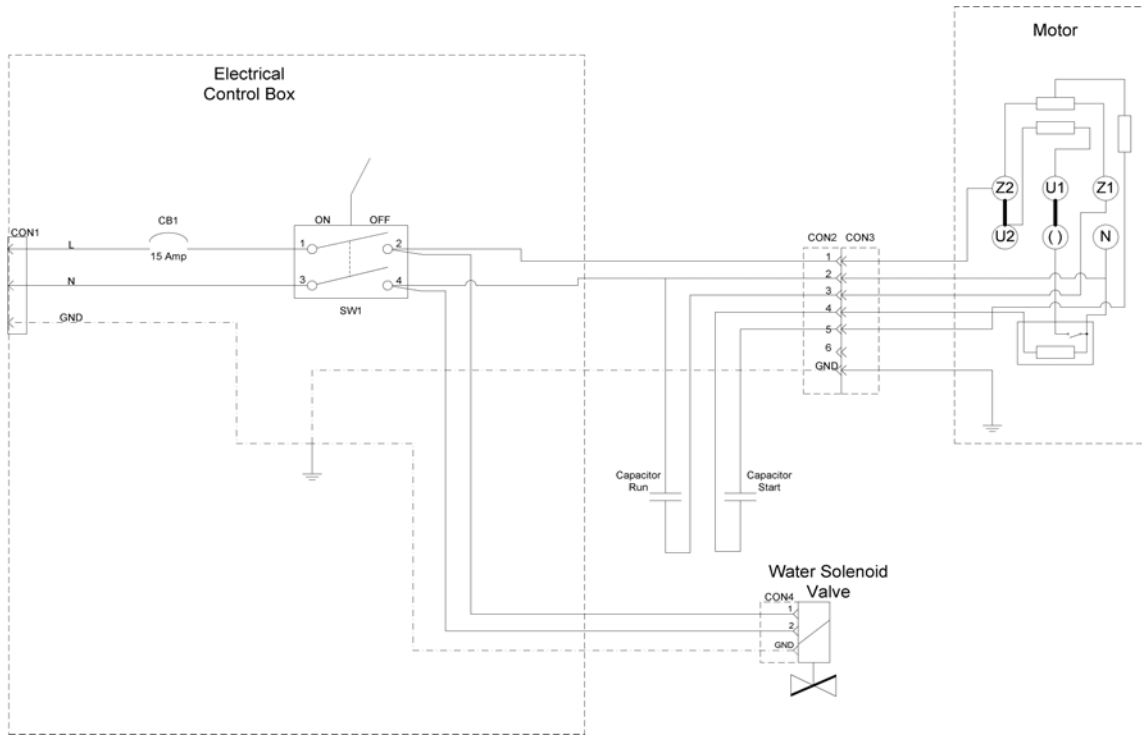 Motor
Electrical
Control Box
Z2
U1
Z1
U2
( )
N
CB1
15 Amp
ON
OFF
CON1
L
N
GND
1
2
3
4
SW1
CON2
CON3
1
2
3
4
5
6
GND
Capacitor
Run
Capacitor
Start
Water Solenoid
Valve
CON4
1
2
GND